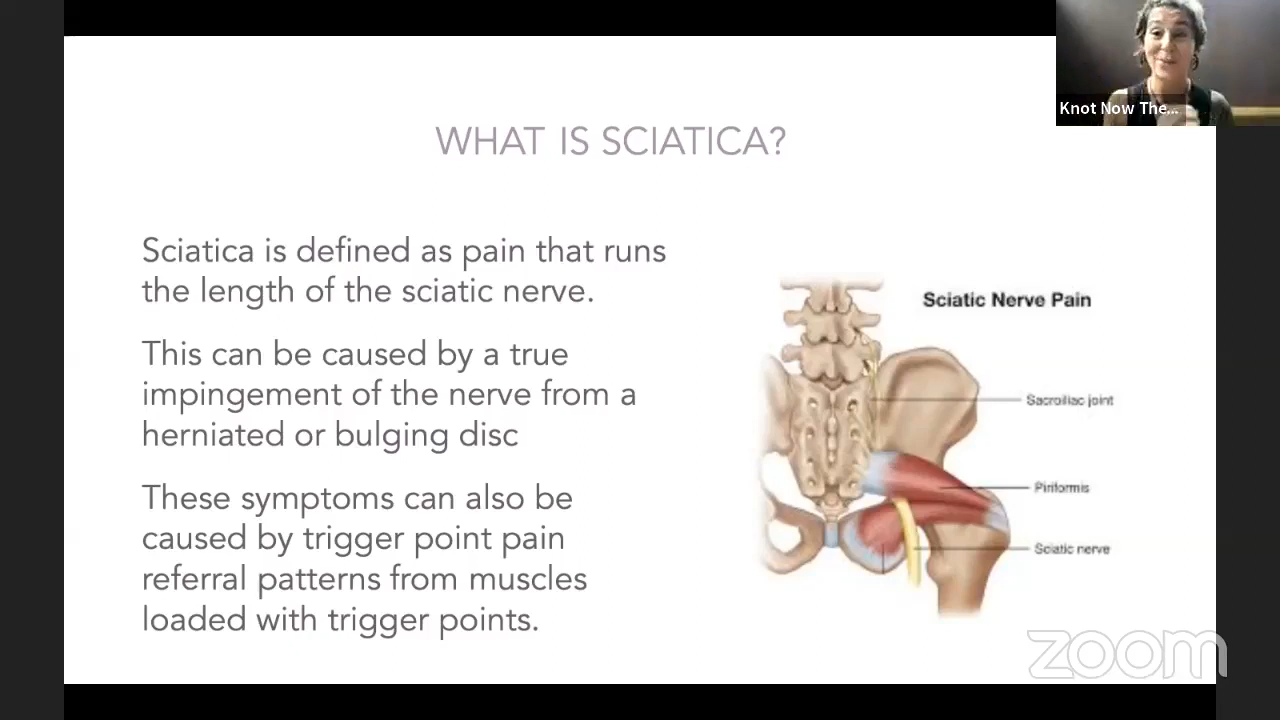 Knot Now The...
WHAT IS SCIATICA?
Sciatica is defined as pain that runs
the length of the sciatic nerve.
This can be caused by a true
impingement of the nerve from a
herniated or bulging disc
These symptoms can also be
caused by trigger point pain
referral patterns from muscles
loaded with trigger points.
Sciatic Nerve Pain
Sacroiliac joint
Piriformis
Sciatic nerve
zoom